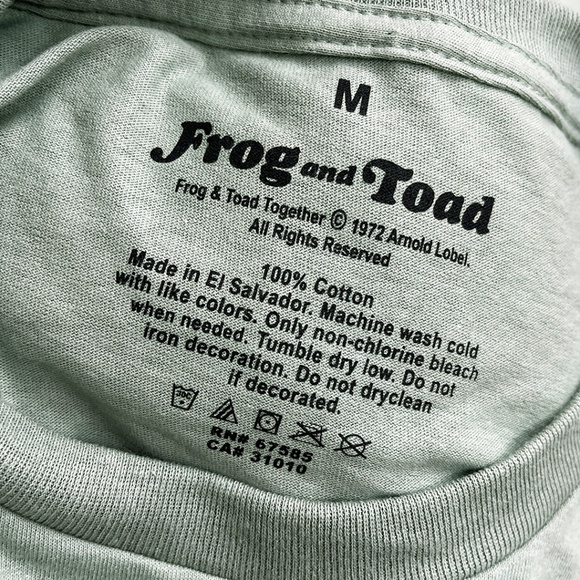 M
Frog and Toad
Frog & Toad Together © 1972 Arnold Lobel.
All Rights Reserved
100% Cotton
Made in El Salvador. Machine wash cold
with like colors. Only non-chlorine bleach
when needed. Tumble dry low. Do not
iron decoration. Do not dryclean
if decorated.
30C
RN# 67585
CA# 31010